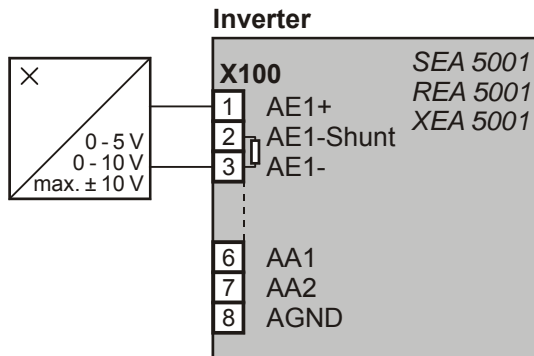 Inverter
X100
SEA 5001
REA 5001
XEA 5001
0 - 5 V
0 - 10 V
max. ± 10 V
1 AE1+
2 AE1-Shunt
3 AE1-
6 AA1
7 AA2
8 AGND